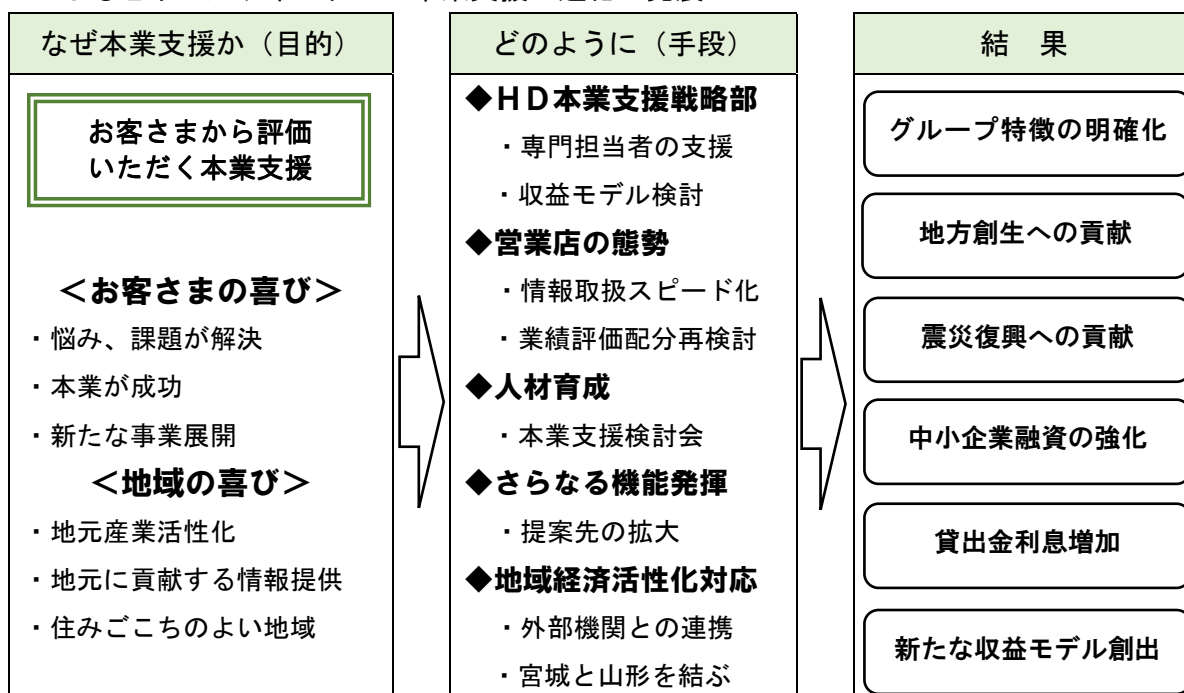 なぜ本業支援か（目的）
お客さまから評価
いただく本業支援
＜お客さまの喜び＞
・悩み、課題が解決
・本業が成功
・新たな事業展開
＜地域の喜び＞
・地元産業活性化
・地元に貢献する情報提供
・住みごこちのよい地域
どのように（手段）
◆ＨＤ本業支援戦略部
・専門担当者の支援
・収益モデル検討
◆営業店の態勢
・情報取扱スピード化
・業績評価配分再検討
◆人材育成
・本業支援検討会
◆さらなる機能発揮
・提案先の拡大
◆地域経済活性化対応
・外部機関との連携
・宮城と山形を結ぶ
結　果
グループ特徴の明確化
地方創生への貢献
震災復興への貢献
中小企業融資の強化
貸出金利息増加
新たな収益モデル創出